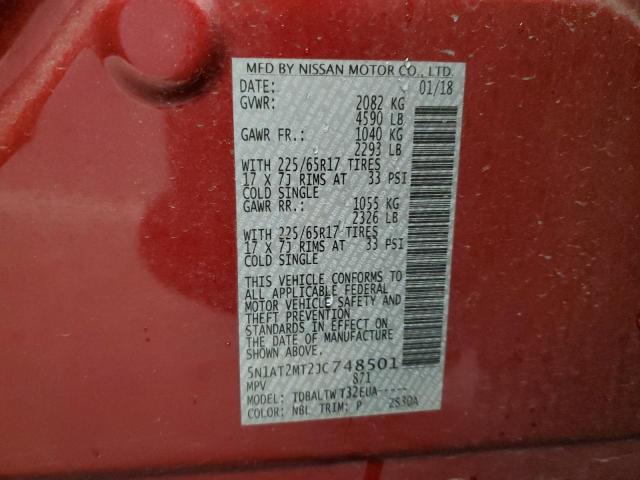 MFD BY NISSAN MOTOR CO., LTD.
DATE: 01/18
GVWR: 2082 KG
4590 LB
GAWR FR: 1040 KG
2293 LB
WITH 225/65R17 TIRES
17 X 7J RIMS AT 33 PSI
COLD SINGLE
GAWR RR: 1055 KG
2326 LB
WITH 225/65R17 TIRES
17 X 7J RIMS AT 33 PSI
COLD SINGLE
THIS VEHICLE CONFORMS TO
ALL APPLICABLE FEDERAL
MOTOR VEHICLE SAFETY AND
THEFT PREVENTION
STANDARDS IN EFFECT ON
THE DATE OF MANUFACTURE
SHOWN ABOVE.
5N1AT2MT2JC748501
MPV 871
MODEL: TDBALTWT32EUA-----
COLOR: NBL TRIM: P 2830A